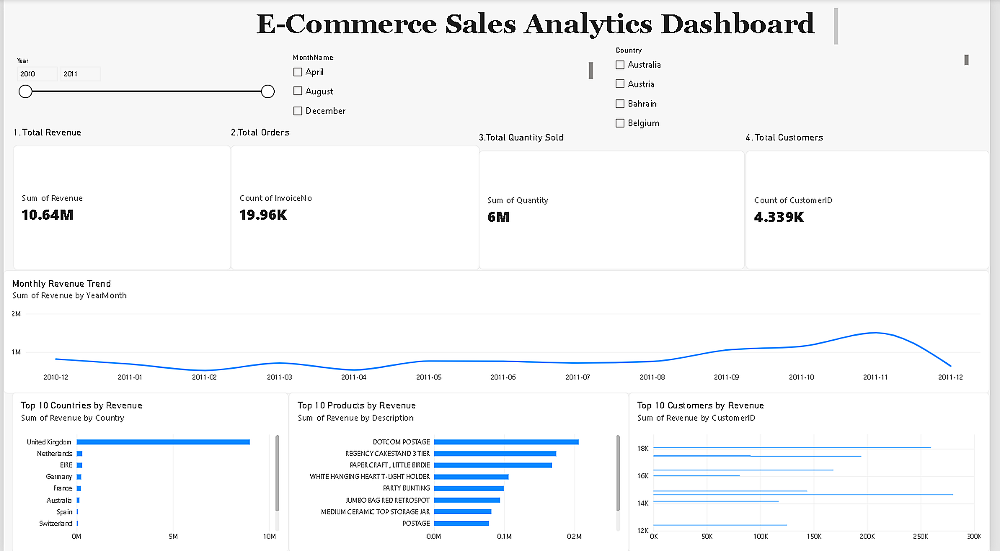 E-Commerce Sales Analytics Dashboard
Year
2010 2011
MonthName
April
August
December
Country
Australia
Austria
Bahrain
Belgium
1. Total Revenue
Sum of Revenue
10.64M
2.Total Orders
Count of InvoiceNo
19.96K
3.Total Quantity Sold
Sum of Quantity
6M
4. Total Customers
Count of CustomerID
4.339K
Monthly Revenue Trend
Sum of Revenue by YearMonth
2M
1M
2010-12 2011-01 2011-02 2011-03 2011-04 2011-05 2011-06 2011-07 2011-08 2011-09 2011-10 2011-11 2011-12
Top 10 Countries by Revenue
Sum of Revenue by Country
United Kingdom
Netherlands
EIRE
Germany
France
Australia
Spain
Switzerland
0M 5M 10M
Top 10 Products by Revenue
Sum of Revenue by Description
DOTCOM POSTAGE
REGENCY CAKESTAND 3 TIER
PAPER CRAFT , LITTLE BIRDIE
WHITE HANGING HEART T-LIGHT HOLDER
PARTY BUNTING
JUMBO BAG RED RETROSPOT
MEDIUM CERAMIC TOP STORAGE JAR
POSTAGE
0.0M 0.1M 0.2M
Top 10 Customers by Revenue
Sum of Revenue by CustomerID
18K
16K
14K
12K
0K 50K 100K 150K 200K 250K 300K